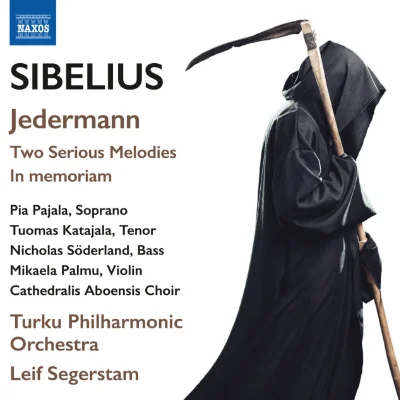 NAXOS
SIBELIUS
Jedermann
Two Serious Melodies
In memoriam
Pia Pajala, Soprano
Tuomas Katajala, Tenor
Nicholas Söderland, Bass
Mikaela Palmu, Violin
Cathedralis Aboensis Choir
Turku Philharmonic
Orchestra
Leif Segerstam